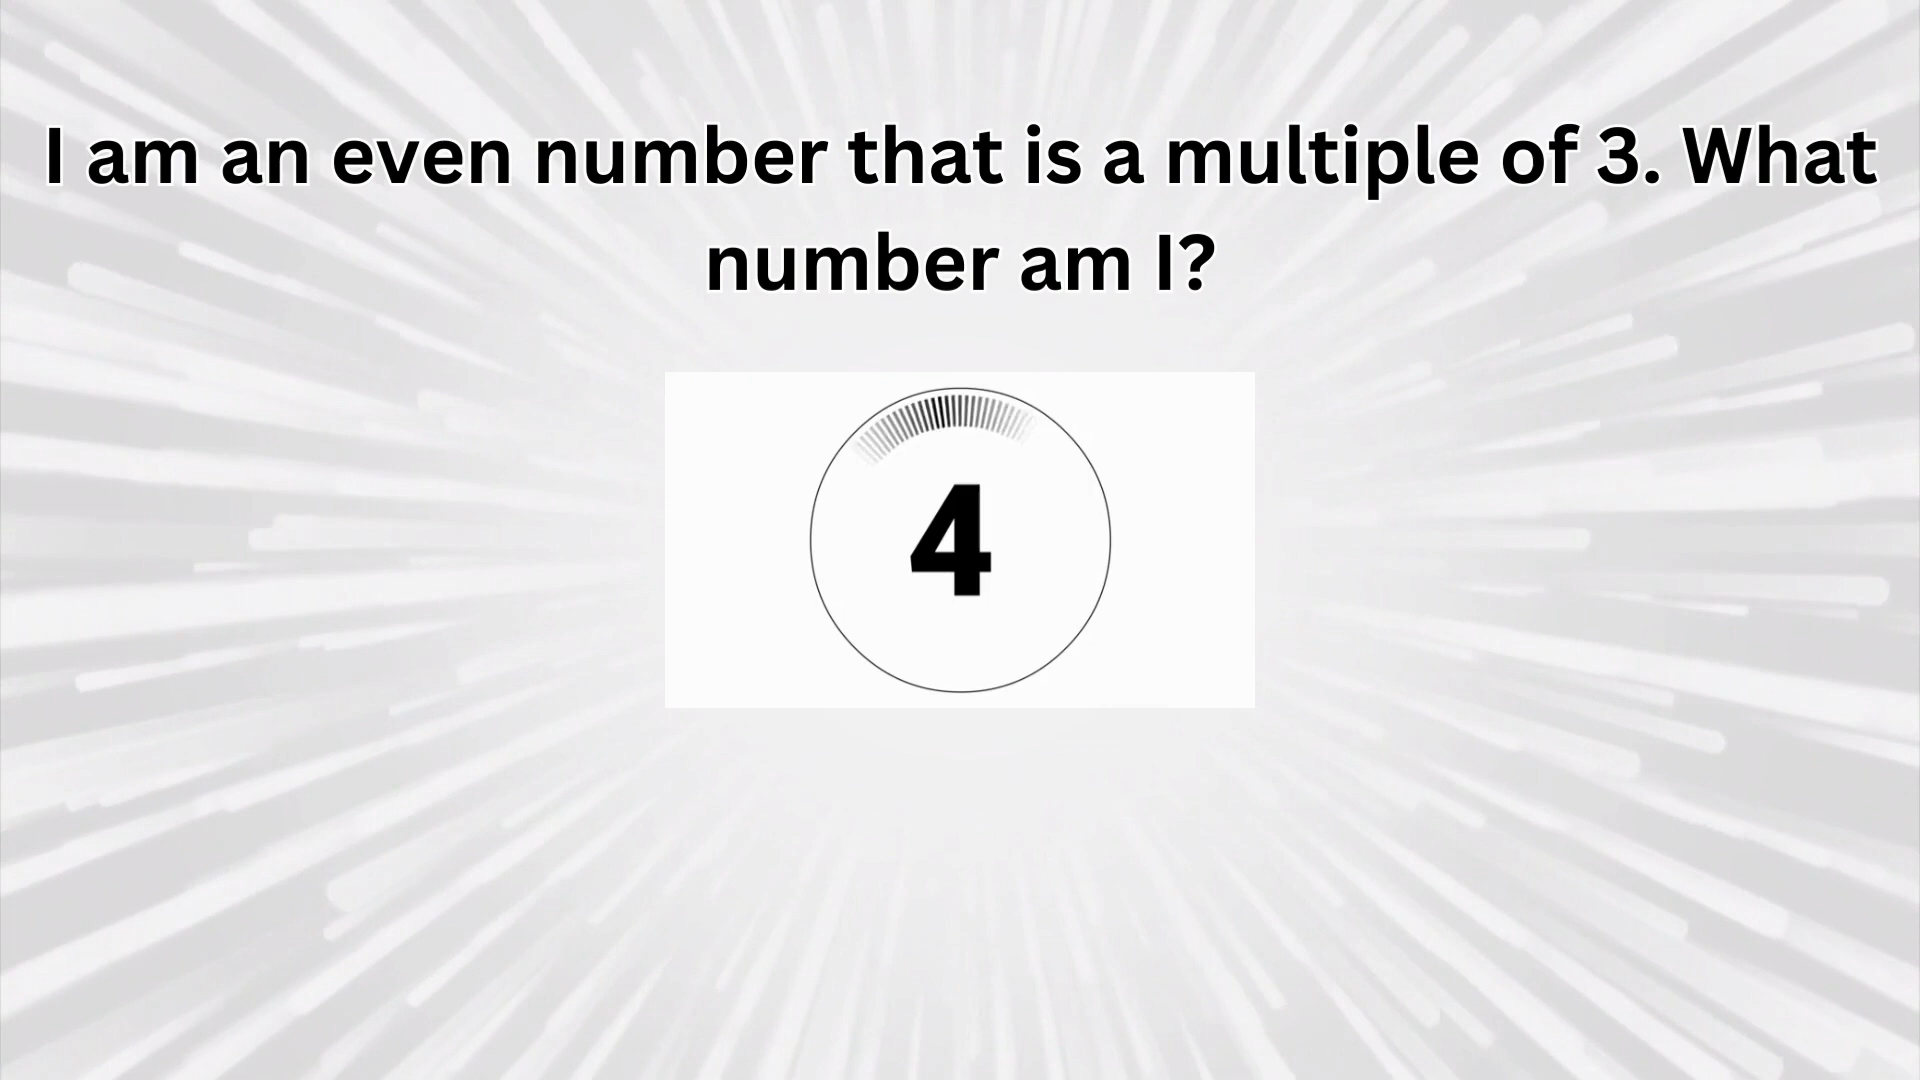 I am an even number that is a multiple of 3. What
number am I?
4